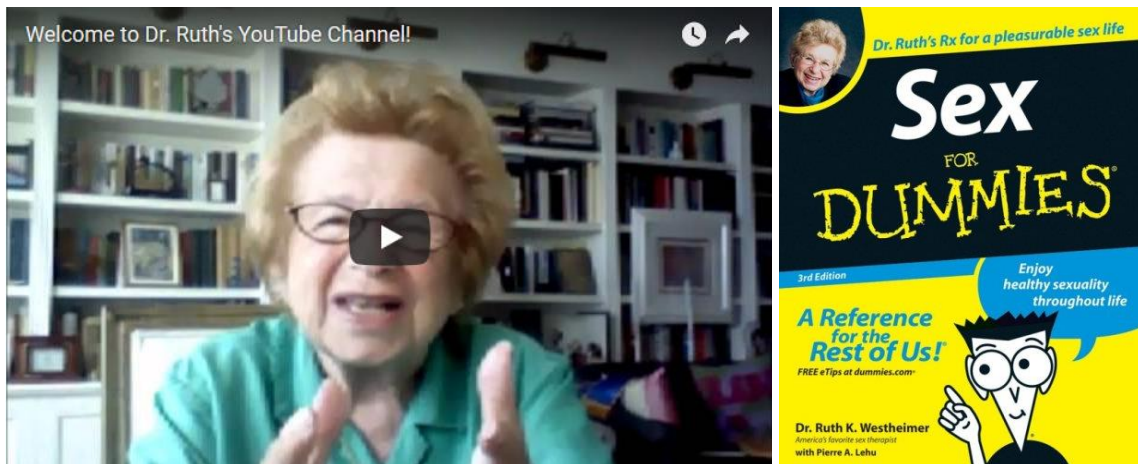 Welcome to Dr. Ruth's YouTube Channel!
Dr. Ruth's Rx for a pleasurable sex life
Sex
FOR
DUMMIES®
3rd Edition
Enjoy
healthy sexuality
throughout life
A Reference
for the
Rest of Us!®
FREE eTips at dummies.com®
Dr. Ruth K. Westheimer
America's favorite sex therapist
with Pierre A. Lehu